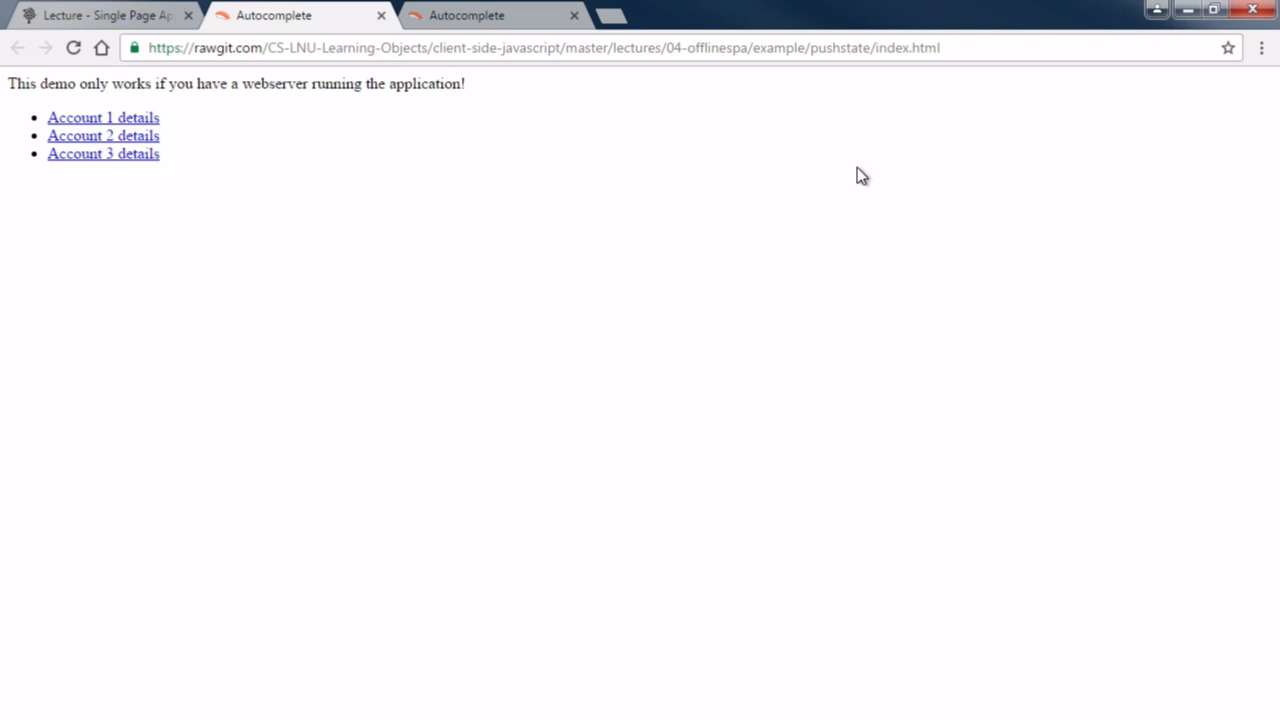 Lecture - Single Page Ap
Autocomplete
Autocomplete
https://rawgit.com/CS-LNU-Learning-Objects/client-side-javascript/master/lectures/04-offlinespa/example/pushstate/index.html
This demo only works if you have a webserver running the application!
Account 1 details
Account 2 details
Account 3 details